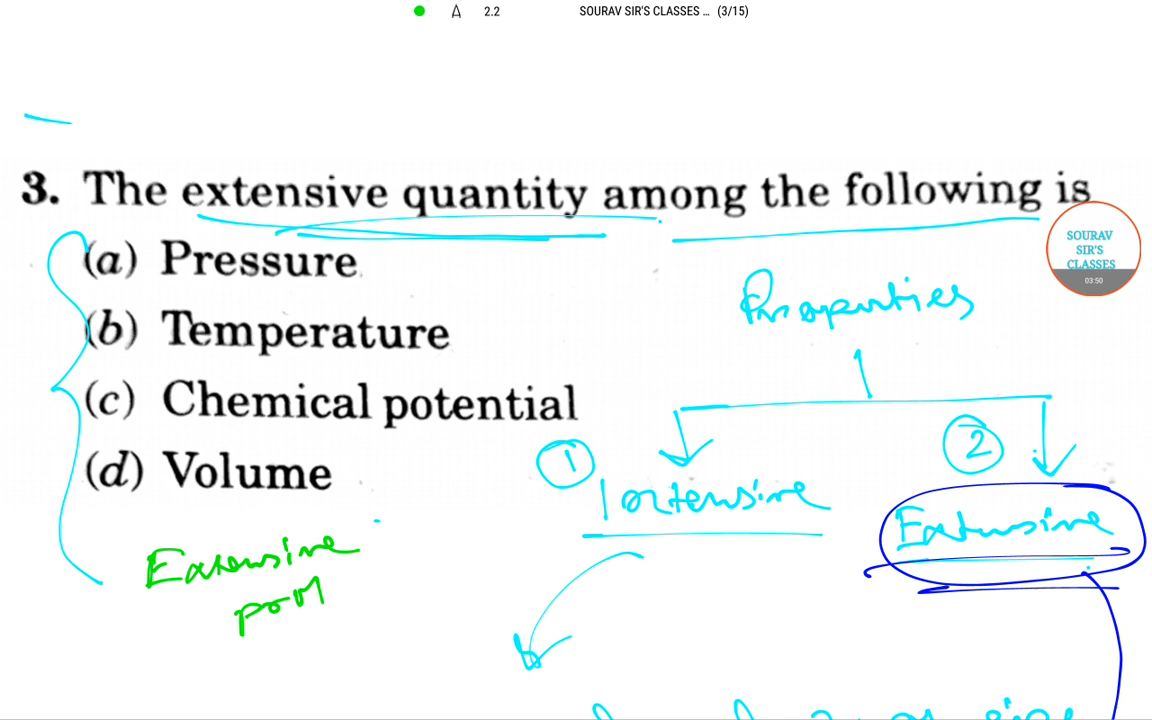 2.2 SOURAV SIR'S CLASSES ... (3/15)
3. The extensive quantity among the following is
(a) Pressure
(b) Temperature
(c) Chemical potential
(d) Volume
SOURAV
SIR'S
CLASSES
03:50
Properties
1 Intensive
2 Extensive
Extensive